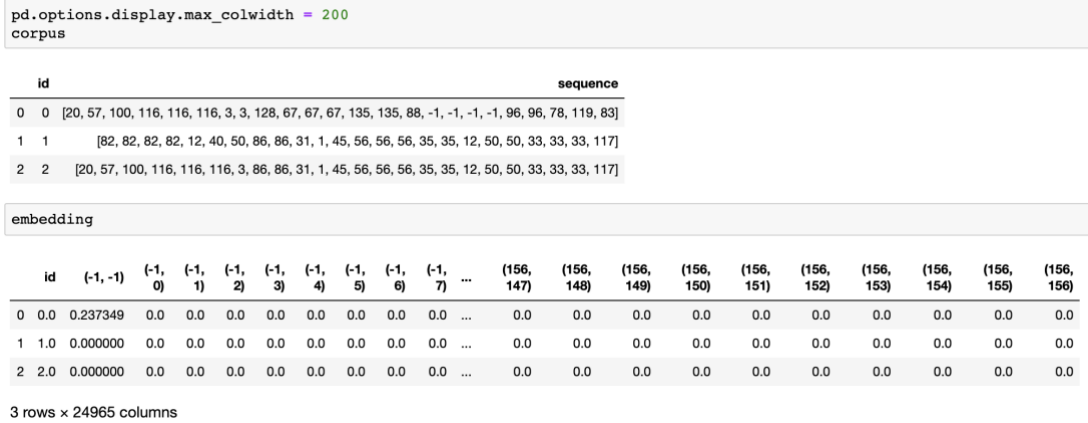 pd.options.display.max_colwidth = 200
corpus
id sequence
0 0 [20, 57, 100, 116, 116, 116, 3, 3, 128, 67, 67, 67, 135, 135, 88, -1, -1, -1, -1, 96, 96, 78, 119, 83]
1 1 [82, 82, 82, 82, 12, 40, 50, 86, 86, 31, 1, 45, 56, 56, 56, 35, 35, 12, 50, 50, 33, 33, 33, 117]
2 2 [20, 57, 100, 116, 116, 116, 3, 86, 86, 31, 1, 45, 56, 56, 56, 35, 35, 12, 50, 50, 33, 33, 33, 117]
embedding
id (-1, -1) (-1, 0) (-1, 1) (-1, 2) (-1, 3) (-1, 4) (-1, 5) (-1, 6) (-1, 7) ... (156, 147) (156, 148) (156, 149) (156, 150) (156, 151) (156, 152) (156, 153) (156, 154) (156, 155) (156, 156)
0 0.0 0.237349 0.0 0.0 0.0 0.0 0.0 0.0 0.0 0.0 ... 0.0 0.0 0.0 0.0 0.0 0.0 0.0 0.0 0.0 0.0
1 1.0 0.000000 0.0 0.0 0.0 0.0 0.0 0.0 0.0 0.0 ... 0.0 0.0 0.0 0.0 0.0 0.0 0.0 0.0 0.0 0.0
2 2.0 0.000000 0.0 0.0 0.0 0.0 0.0 0.0 0.0 0.0 ... 0.0 0.0 0.0 0.0 0.0 0.0 0.0 0.0 0.0 0.0
3 rows × 24965 columns